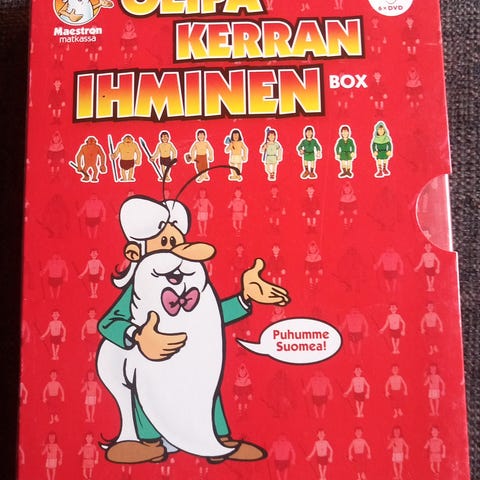 Maestron
matkassa
OLIPA
KERRAN
IHMINEN BOX
6×DVD
Puhumme
Suomea!